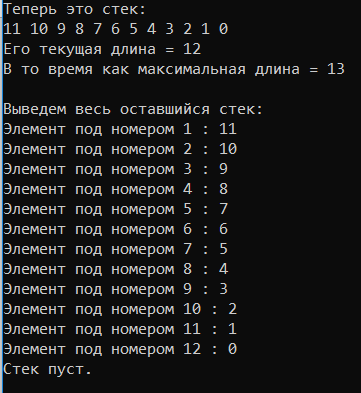 Теперь это стек:
11 10 9 8 7 6 5 4 3 2 1 0
Его текущая длина = 12
В то время как максимальная длина = 13
Выведем весь оставшийся стек:
Элемент под номером 1 : 11
Элемент под номером 2 : 10
Элемент под номером 3 : 9
Элемент под номером 4 : 8
Элемент под номером 5 : 7
Элемент под номером 6 : 6
Элемент под номером 7 : 5
Элемент под номером 8 : 4
Элемент под номером 9 : 3
Элемент под номером 10 : 2
Элемент под номером 11 : 1
Элемент под номером 12 : 0
Стек пуст.